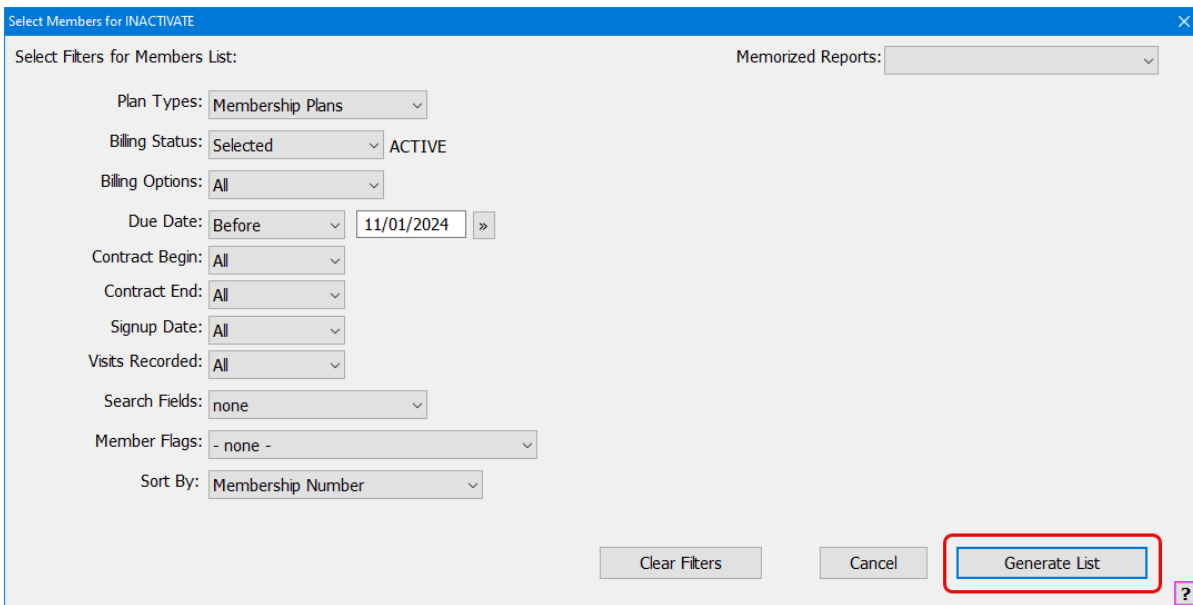 Select Members for INACTIVATE
Select Filters for Members List:
Memorized Reports:
Plan Types: Membership Plans
Billing Status: Selected ACTIVE
Billing Options: All
Due Date: Before 11/01/2024 »
Contract Begin: All
Contract End: All
Signup Date: All
Visits Recorded: All
Search Fields: none
Member Flags: - none -
Sort By: Membership Number
Clear Filters Cancel Generate List
?